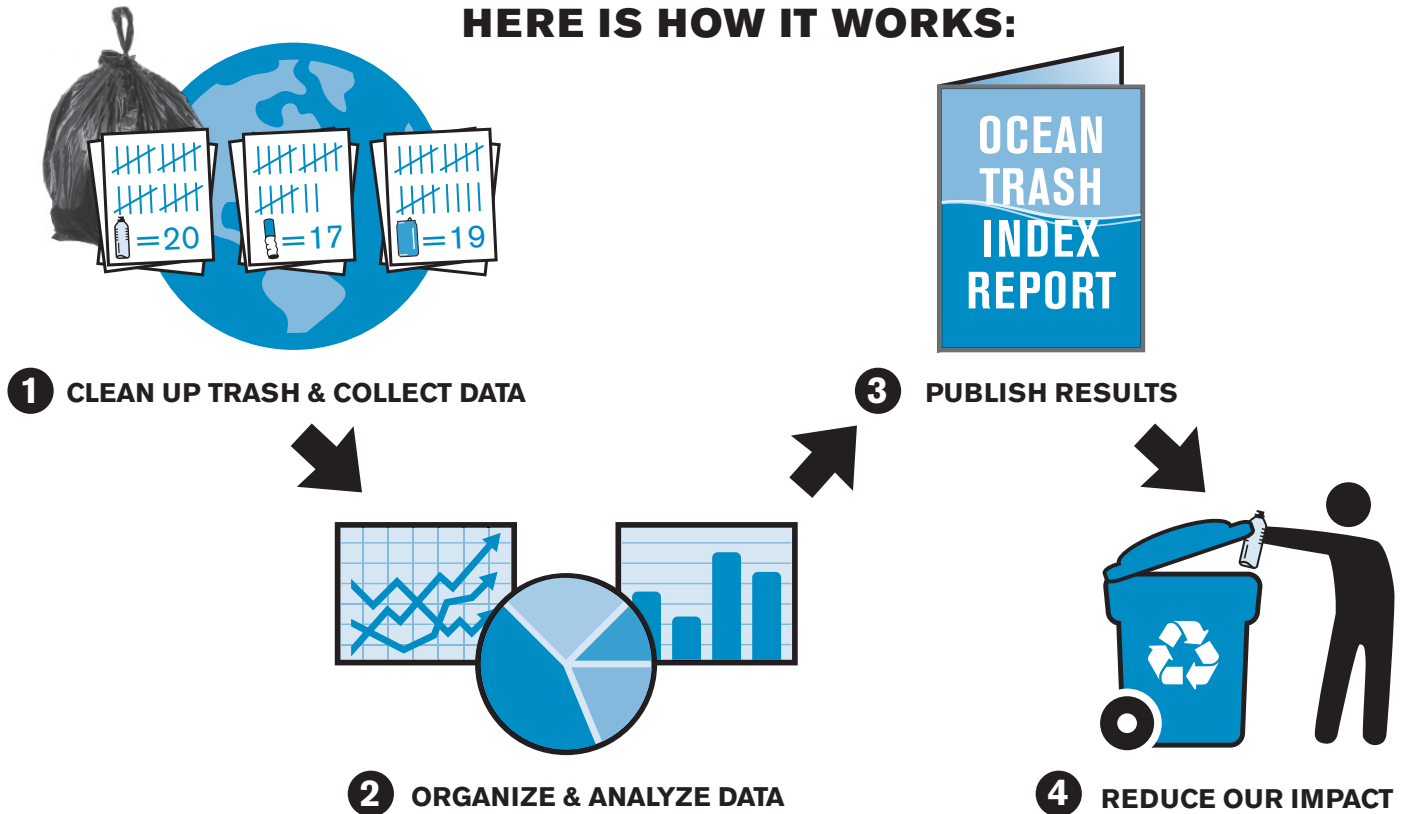 HERE IS HOW IT WORKS:
=20
=17
=19
1 CLEAN UP TRASH & COLLECT DATA
2 ORGANIZE & ANALYZE DATA
OCEAN
TRASH
INDEX
REPORT
3 PUBLISH RESULTS
4 REDUCE OUR IMPACT